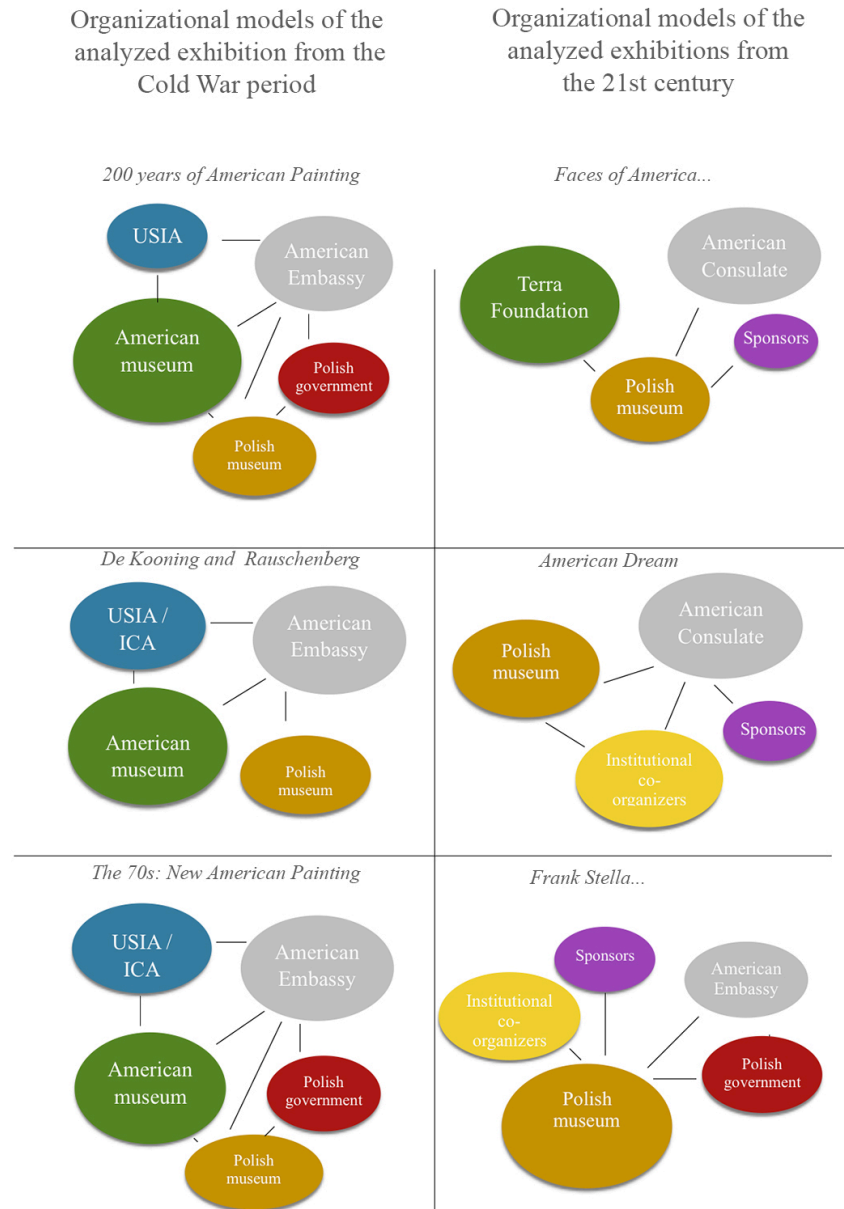 Organizational models of the
analyzed exhibition from the
Cold War period
Organizational models of the
analyzed exhibitions from
the 21st century
200 years of American Painting
USIA
American
Embassy
American
museum
Polish
government
Polish
museum
Faces of America...
American
Consulate
Terra
Foundation
Sponsors
Polish
museum
De Kooning and Rauschenberg
USIA /
ICA
American
Embassy
American
museum
Polish
museum
American Dream
American
Consulate
Polish
museum
Sponsors
Institutional
co-
organizers
The 70s: New American Painting
USIA /
ICA
American
Embassy
American
museum
Polish
government
Polish
museum
Frank Stella...
Sponsors
American
Embassy
Institutional
co-
organizers
Polish
government
Polish
museum